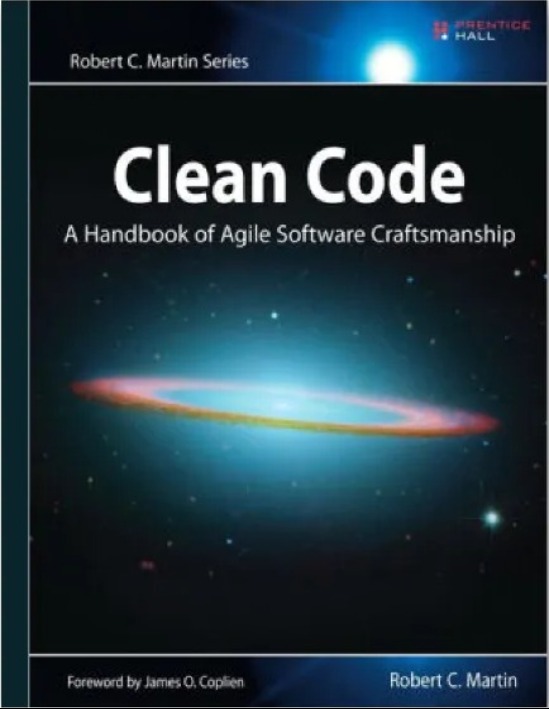 PRENTICE
HALL
Robert C. Martin Series
Clean Code
A Handbook of Agile Software Craftsmanship
Foreword by James O. Coplien
Robert C. Martin